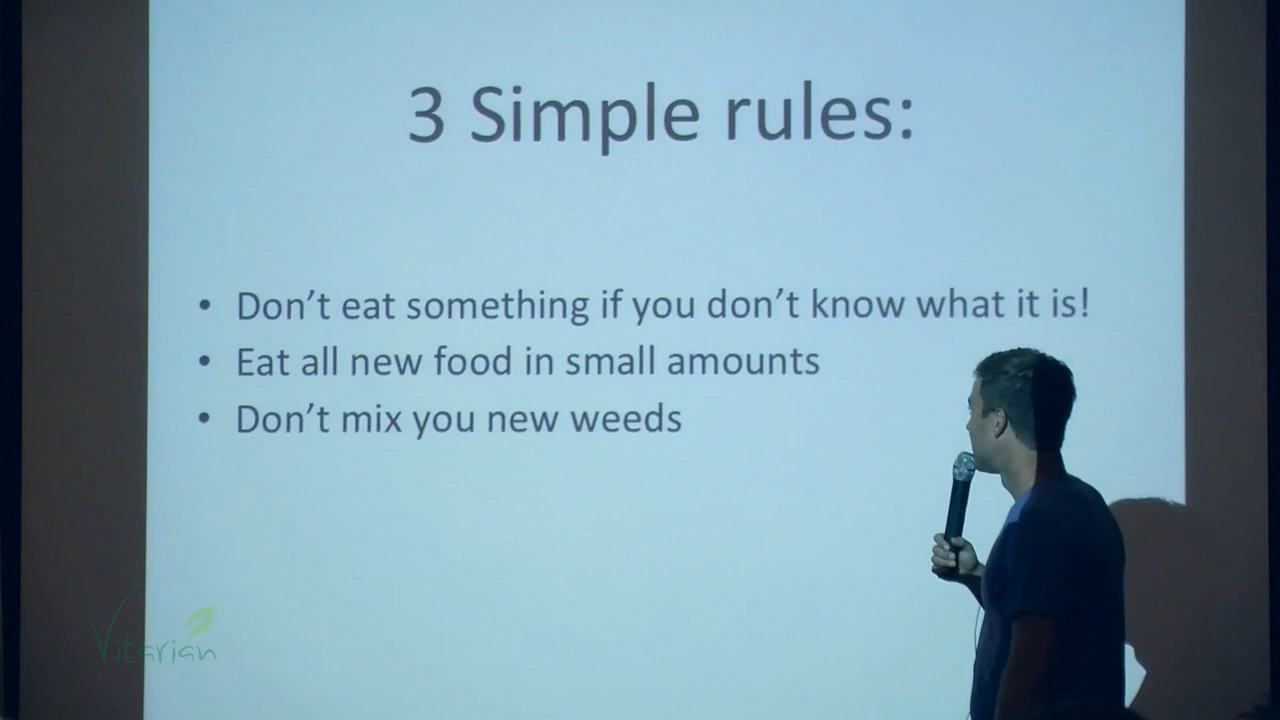 3 Simple rules:
• Don't eat something if you don't know what it is!
• Eat all new food in small amounts
• Don't mix you new weeds
Vitarian